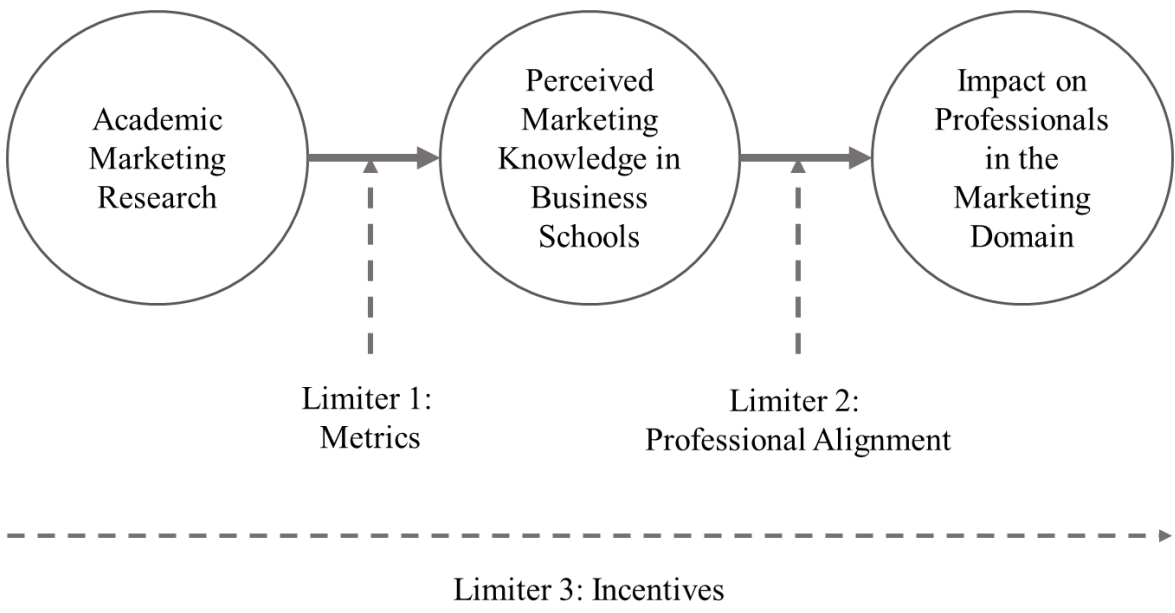 Academic
Marketing
Research
Perceived
Marketing
Knowledge in
Business
Schools
Impact on
Professionals
in the
Marketing
Domain
Limiter 1:
Metrics
Limiter 2:
Professional Alignment
Limiter 3: Incentives